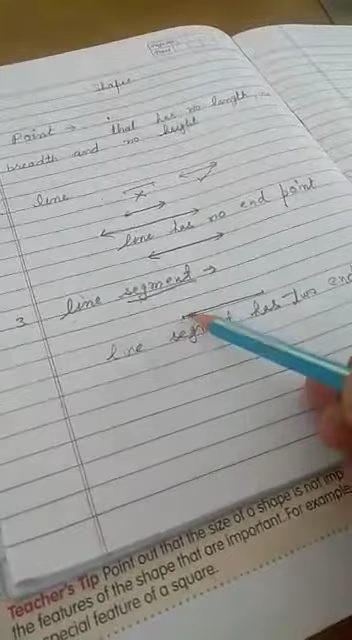 Shapes
Point → . that has no length,
breadth and no height
line
line has no end point
3 line segment →
line segment has two end
Teacher's Tip Point out that the size of a shape is not imp
the features of the shape that are important. For example
special feature of a square.